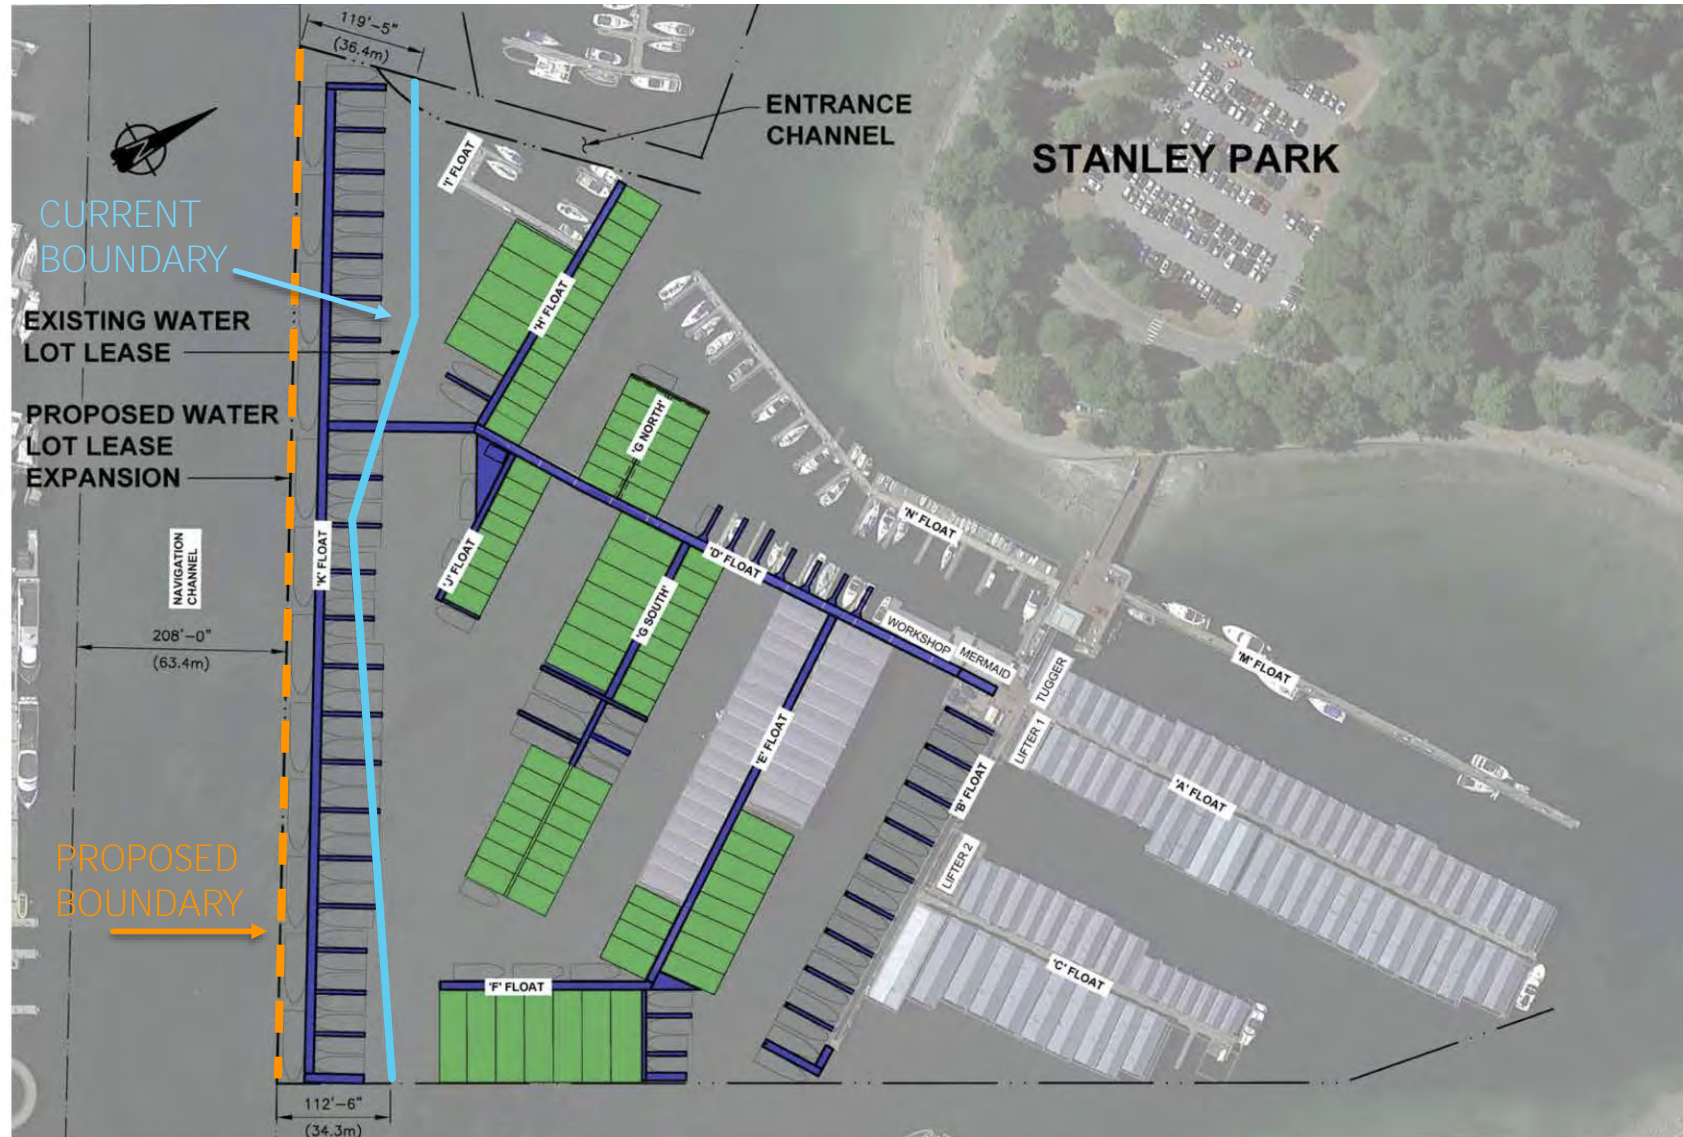 119'-5"
(36.4m)
ENTRANCE
CHANNEL
STANLEY PARK
'I' FLOAT
CURRENT
BOUNDARY
EXISTING WATER
LOT LEASE
PROPOSED WATER
LOT LEASE
EXPANSION
'H' FLOAT
'G NORTH'
'K' FLOAT
NAVIGATION
CHANNEL
208'-0"
(63.4m)
'J' FLOAT
'G SOUTH'
'D' FLOAT
'N' FLOAT
WORKSHOP
MERMAID
TUGGER
LIFTER 1
'M' FLOAT
'E' FLOAT
'B' FLOAT
'A' FLOAT
LIFTER 2
'C' FLOAT
PROPOSED
BOUNDARY
'F' FLOAT
112'-6"
(34.3m)